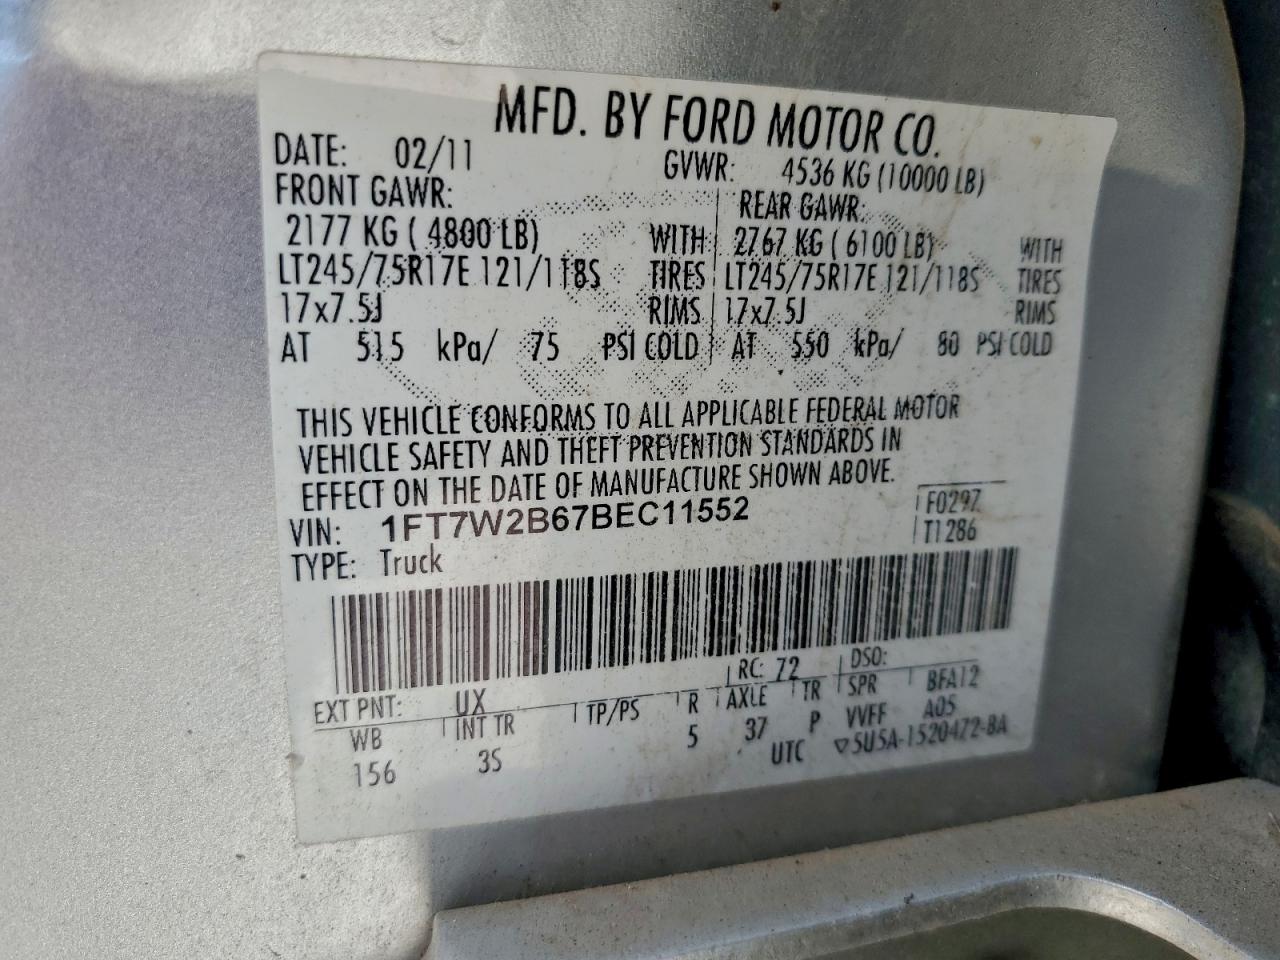 MFD. BY FORD MOTOR CO.
DATE: 02/11 GVWR: 4536 KG (10000 LB)
FRONT GAWR: REAR GAWR:
2177 KG ( 4800 LB) WITH 2767 KG ( 6100 LB) WITH
LT245/75R17E 121/118S TIRES LT245/75R17E 121/118S TIRES
17x7.5J RIMS 17x7.5J RIMS
AT 515 kPa/ 75 PSI COLD AT 550 kPa/ 80 PSI COLD
THIS VEHICLE CONFORMS TO ALL APPLICABLE FEDERAL MOTOR
VEHICLE SAFETY AND THEFT PREVENTION STANDARDS IN
EFFECT ON THE DATE OF MANUFACTURE SHOWN ABOVE.
VIN: 1FT7W2B67BEC11552 F0297
TYPE: Truck T1286
EXT PNT: UX RC: 72 DSO:
WB INT TR TP/PS R AXLE TR SPR BFA12
156 3S 5 37 P VVFF A05
UTC ▽5U5A-1520472-BA